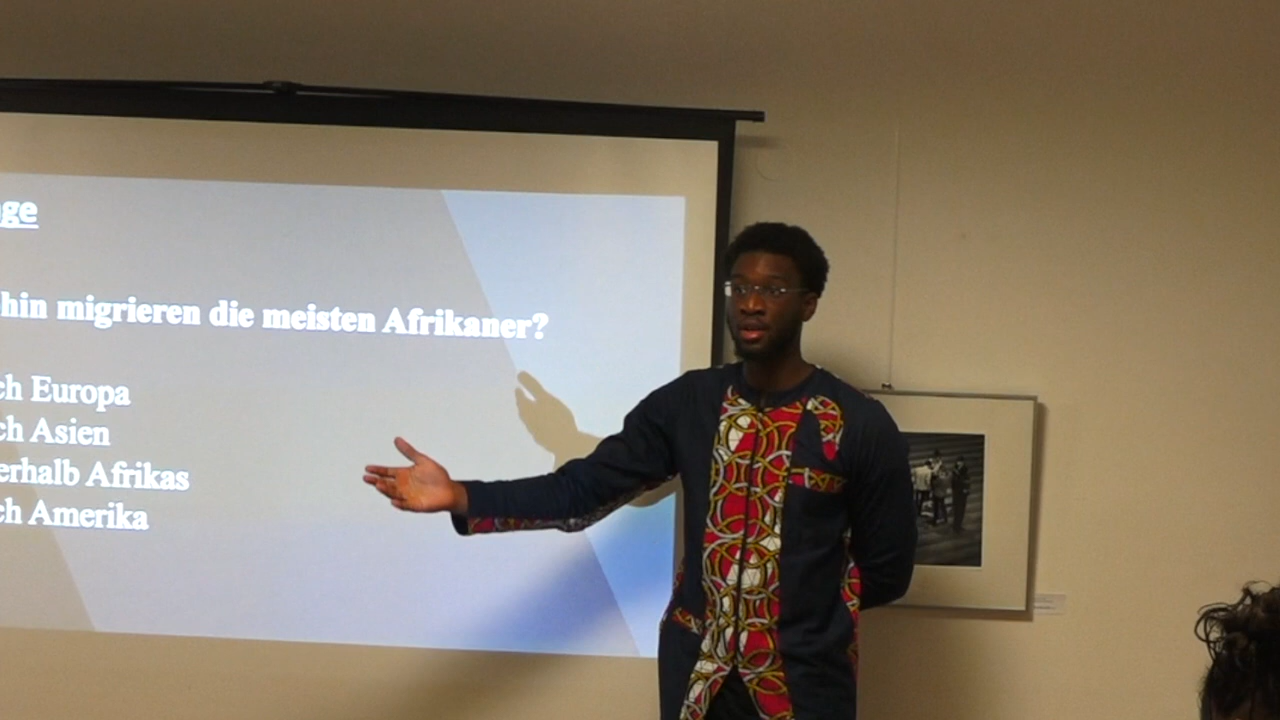 ge
hin migrieren die meisten Afrikaner?
ch Europa
ch Asien
erhalb Afrikas
ch Amerika